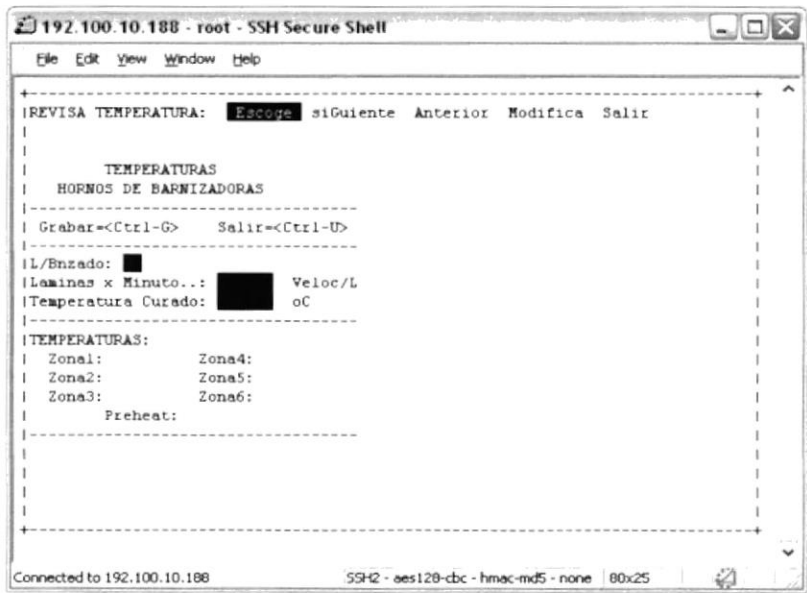 192.100.10.188 - root - SSH Secure Shell
File Edit View Window Help
REVISA TEMPERATURA: Escoge siGuiente Anterior Modifica Salir
TEMPERATURAS
HORNOS DE BARNIZADORAS
Grabar=<Ctrl-G> Salir=<Ctrl-U>
L/Bnzado:
Laminas x Minuto..: Veloc/L
Temperatura Curado: oC
TEMPERATURAS:
Zona1: Zona4:
Zona2: Zona5:
Zona3: Zona6:
Preheat:
Connected to 192.100.10.188 SSH2 - aes128-cbc - hmac-md5 - none 80x25